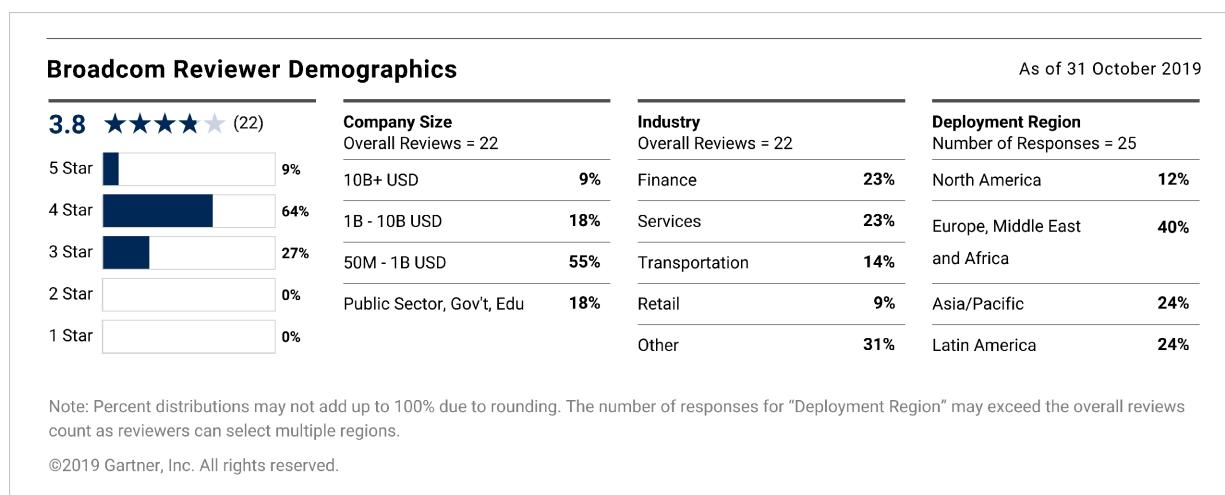 Broadcom Reviewer Demographics
As of 31 October 2019
3.8 (22)
5 Star 9%
4 Star 64%
3 Star 27%
2 Star 0%
1 Star 0%
Company Size
Overall Reviews = 22
10B+ USD 9%
1B - 10B USD 18%
50M - 1B USD 55%
Public Sector, Gov't, Edu 18%
Industry
Overall Reviews = 22
Finance 23%
Services 23%
Transportation 14%
Retail 9%
Other 31%
Deployment Region
Number of Responses = 25
North America 12%
Europe, Middle East 40%
and Africa
Asia/Pacific 24%
Latin America 24%
Note: Percent distributions may not add up to 100% due to rounding. The number of responses for “Deployment Region” may exceed the overall reviews
count as reviewers can select multiple regions.
©2019 Gartner, Inc. All rights reserved.